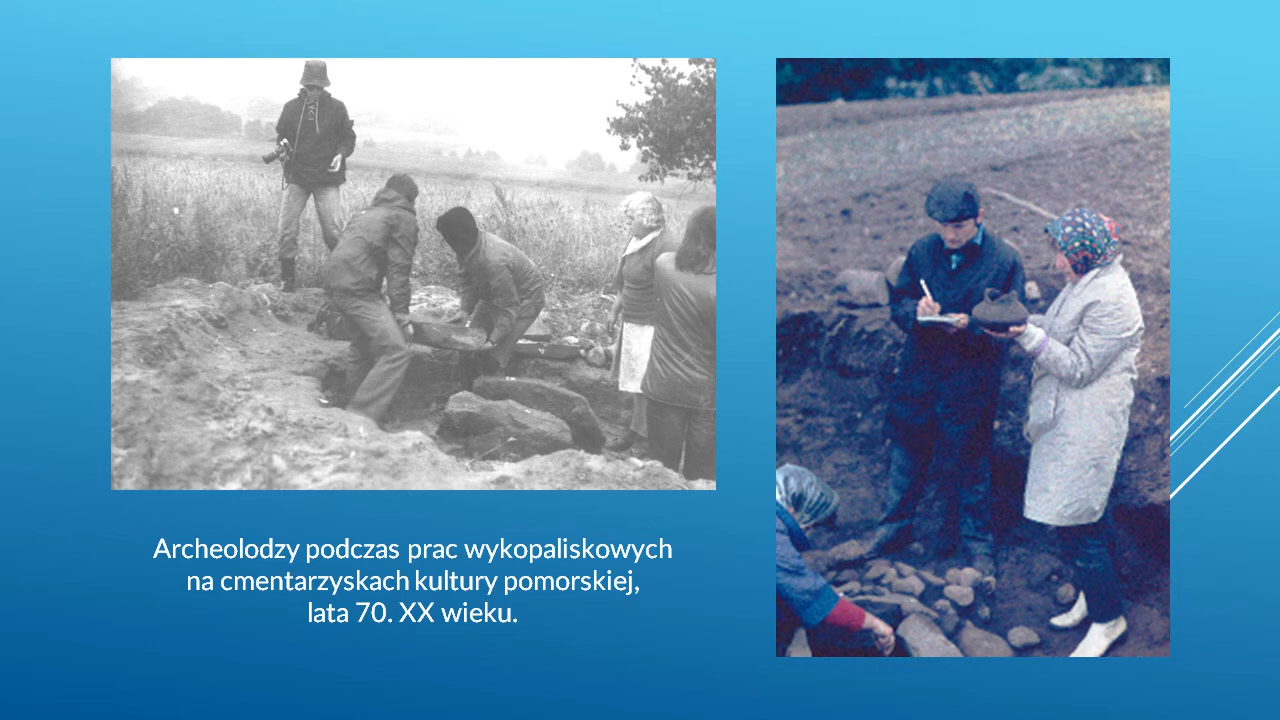 Archeolodzy podczas prac wykopaliskowych
na cmentarzyskach kultury pomorskiej,
lata 70. XX wieku.